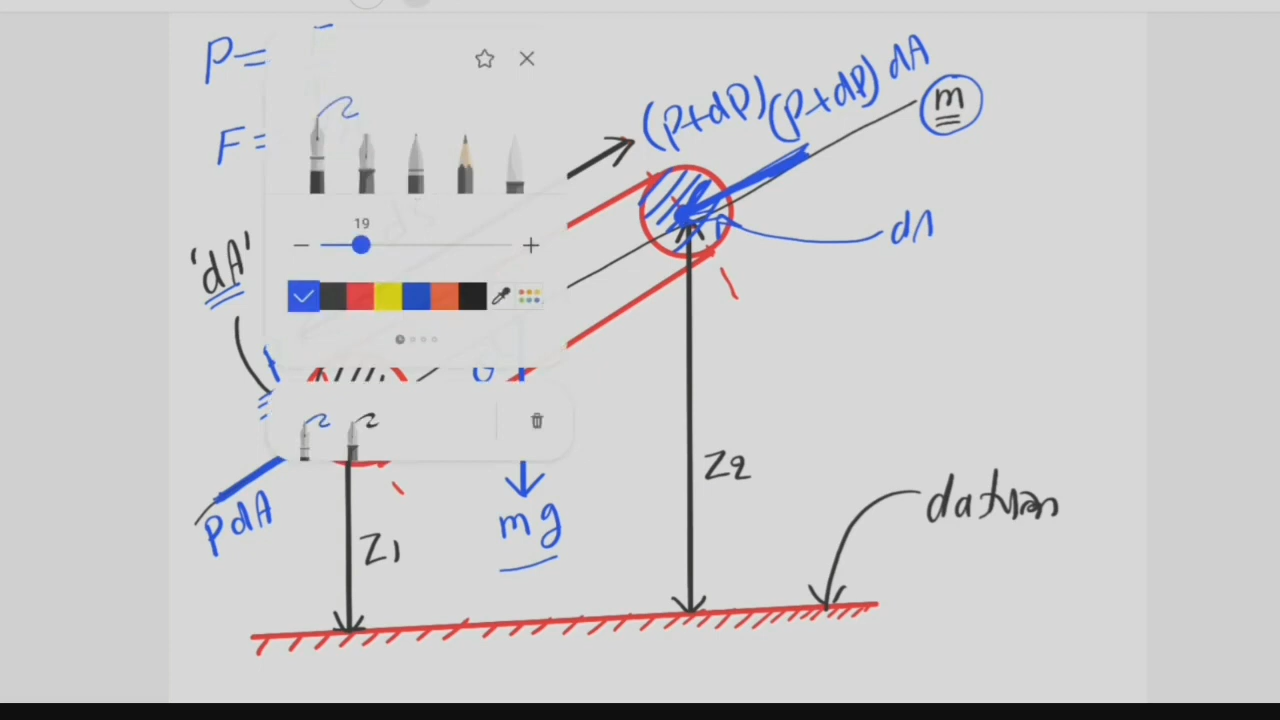 P=
(P+dP)(P+dP) dA
m
F=
19
dA
'dA'
Z2
datum
PdA
mg
Z1